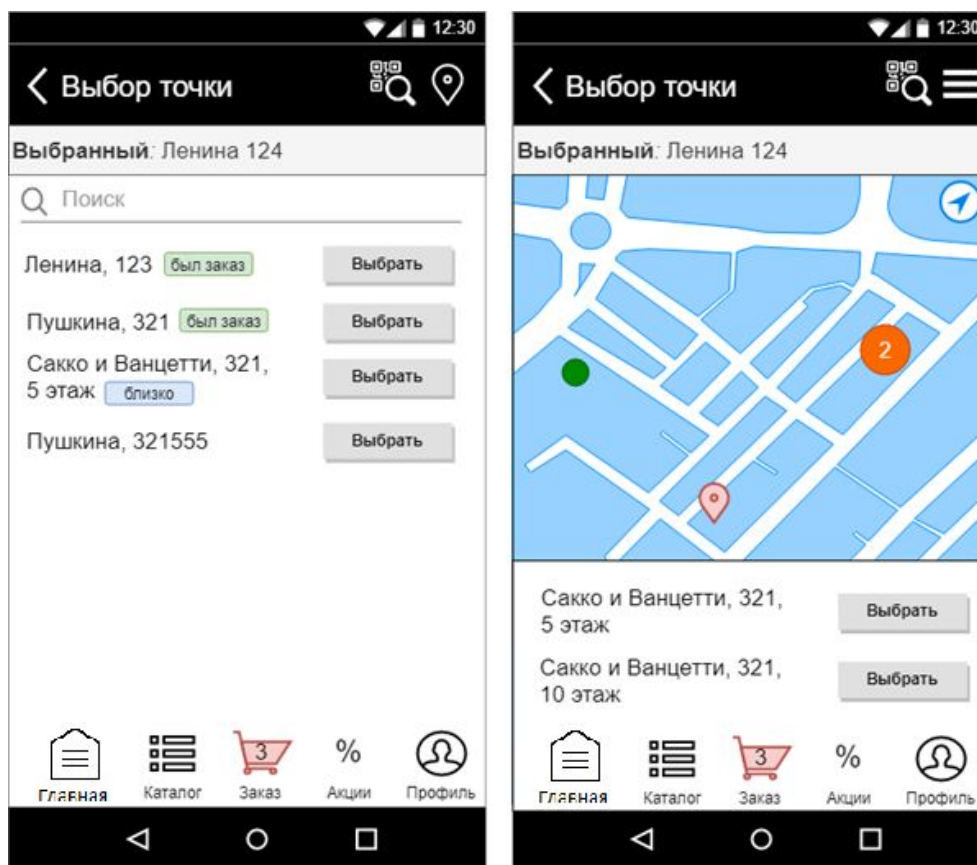 12:30
Выбор точки
Выбранный: Ленина 124
Поиск
Ленина, 123 был заказ Выбрать
Пушкина, 321 был заказ Выбрать
Сакко и Ванцетти, 321,
5 этаж близко Выбрать
Пушкина, 321555 Выбрать
3 %
Главная Каталог Заказ Акции Профиль
12:30
Выбор точки
Выбранный: Ленина 124
2
Сакко и Ванцетти, 321,
5 этаж Выбрать
Сакко и Ванцетти, 321,
10 этаж Выбрать
3 %
Главная Каталог Заказ Акции Профиль